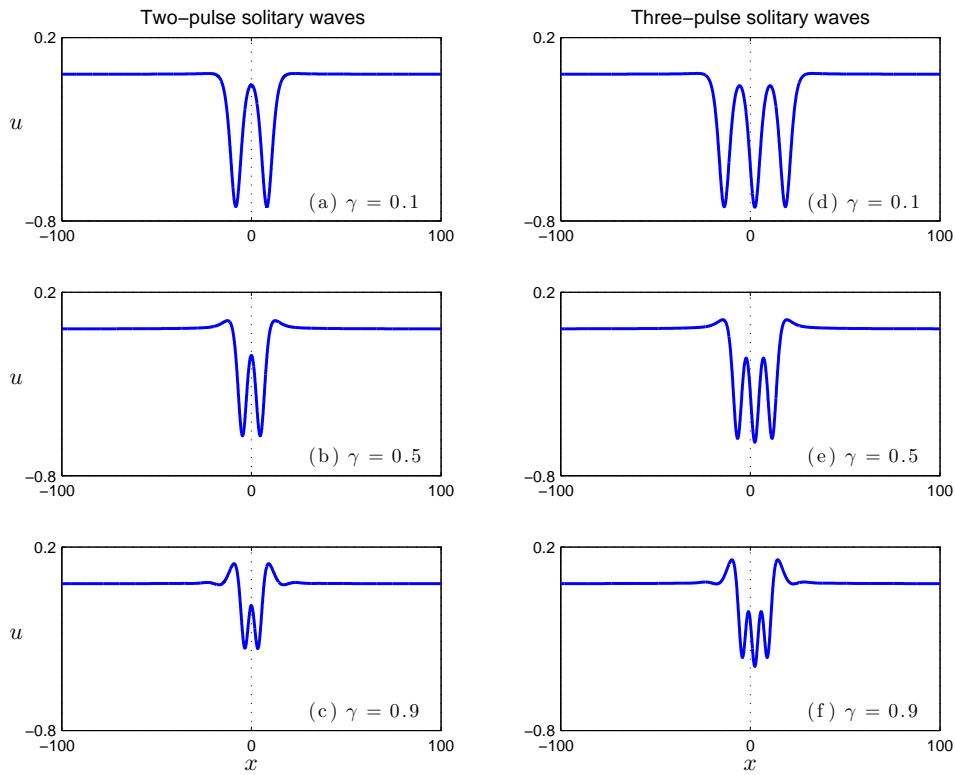 Two−pulse solitary waves
Three−pulse solitary waves
0.2
u
−0.8
−100
0
100
(a) γ = 0.1
0.2
−0.8
−100
0
100
(d) γ = 0.1
0.2
u
−0.8
−100
0
100
(b) γ = 0.5
0.2
−0.8
−100
0
100
(e) γ = 0.5
0.2
u
−0.8
−100
0
100
(c) γ = 0.9
x
0.2
−0.8
−100
0
100
(f) γ = 0.9
x